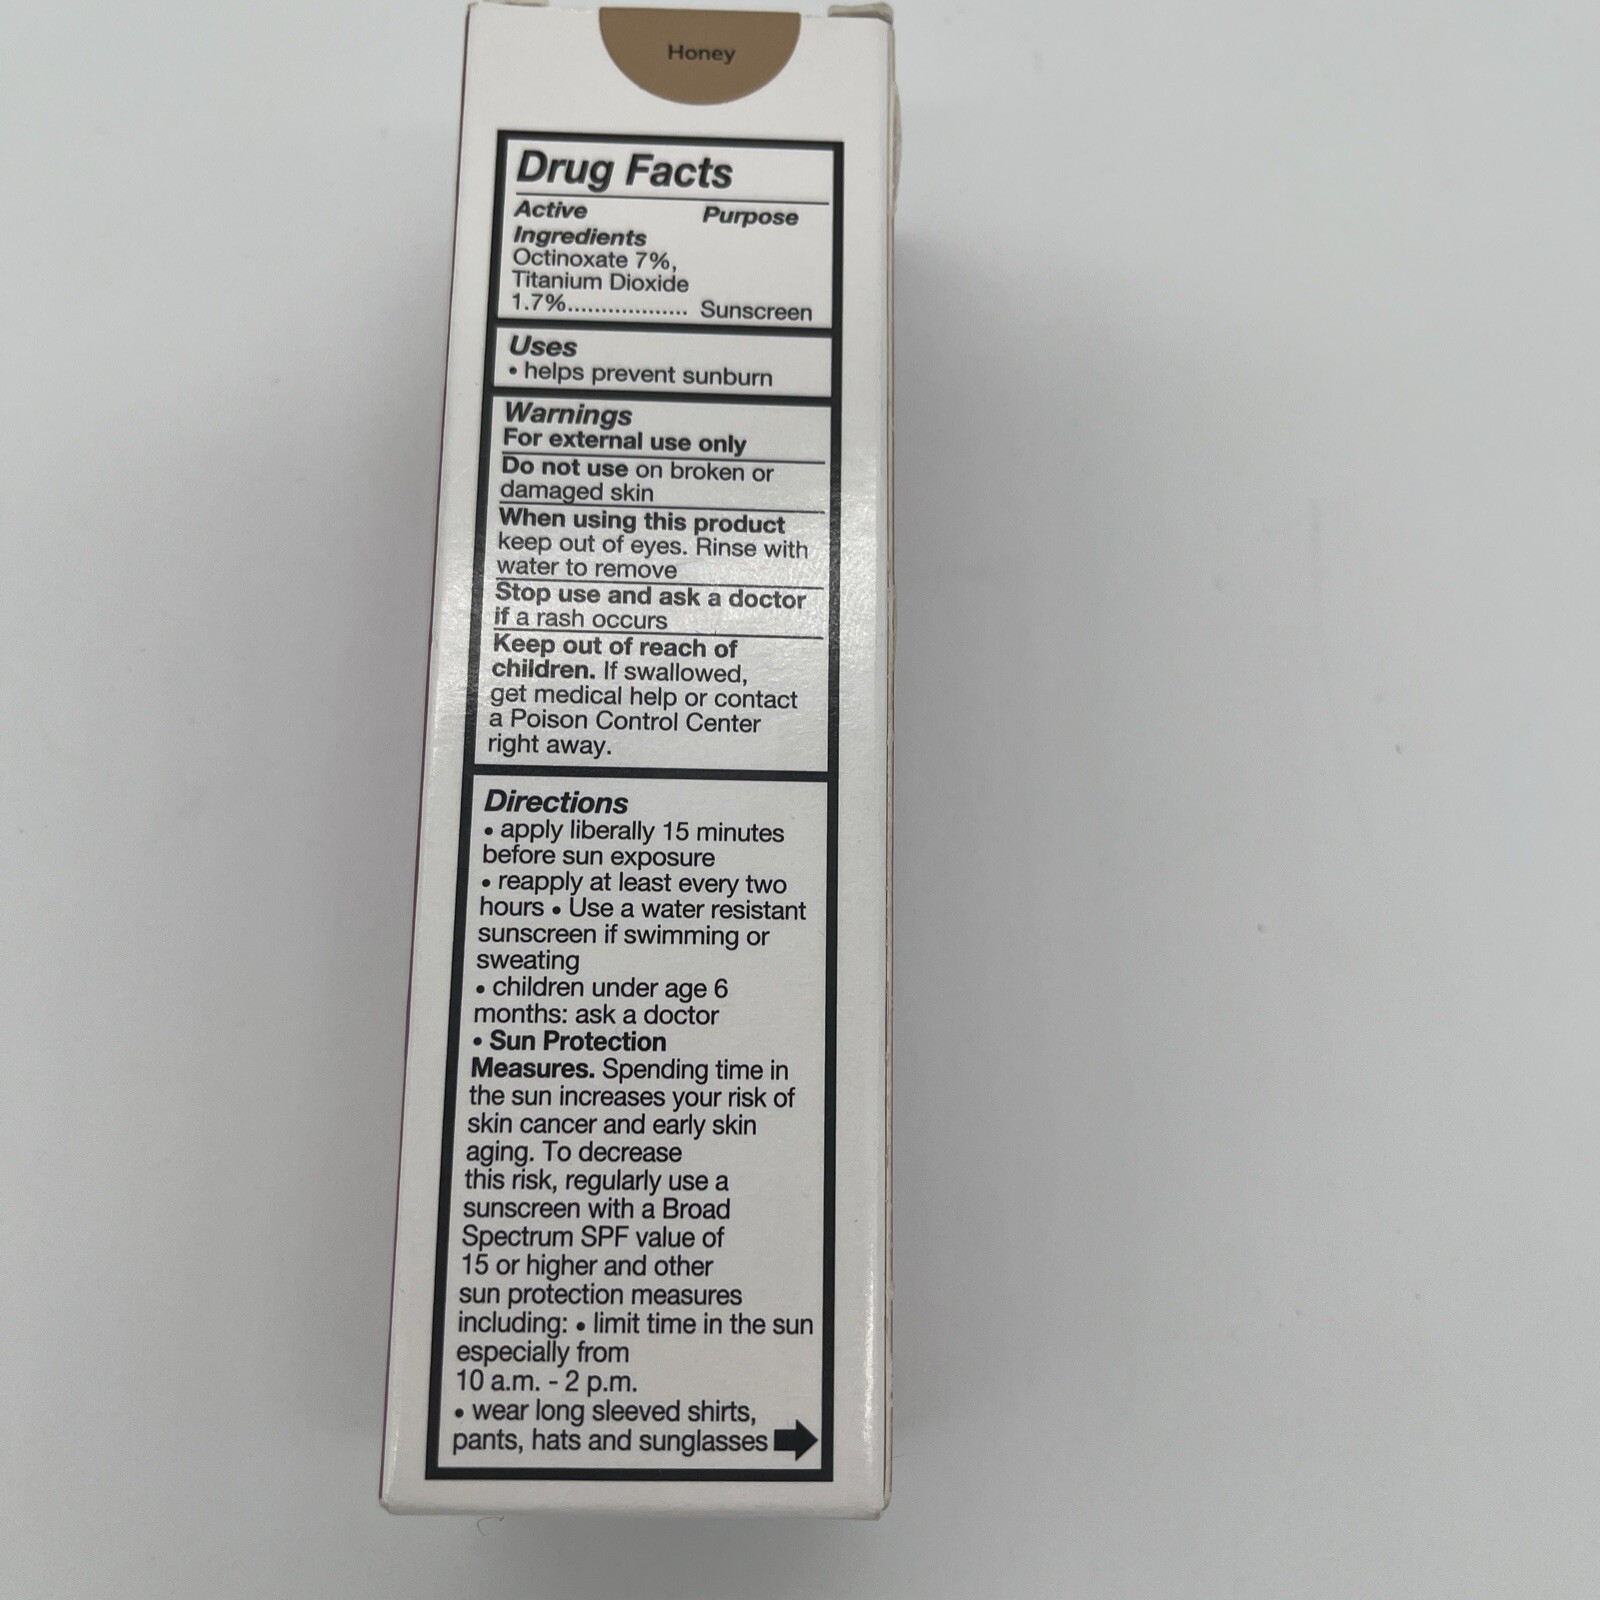 Honey
Drug Facts
Active Purpose
Ingredients
Octinoxate 7%,
Titanium Dioxide
1.7%.................. Sunscreen
Uses
• helps prevent sunburn
Warnings
For external use only
Do not use on broken or
damaged skin
When using this product
keep out of eyes. Rinse with
water to remove
Stop use and ask a doctor
if a rash occurs
Keep out of reach of
children. If swallowed,
get medical help or contact
a Poison Control Center
right away.
Directions
• apply liberally 15 minutes
before sun exposure
• reapply at least every two
hours • Use a water resistant
sunscreen if swimming or
sweating
• children under age 6
months: ask a doctor
• Sun Protection
Measures. Spending time in
the sun increases your risk of
skin cancer and early skin
aging. To decrease
this risk, regularly use a
sunscreen with a Broad
Spectrum SPF value of
15 or higher and other
sun protection measures
including: • limit time in the sun
especially from
10 a.m. - 2 p.m.
• wear long sleeved shirts,
pants, hats and sunglasses